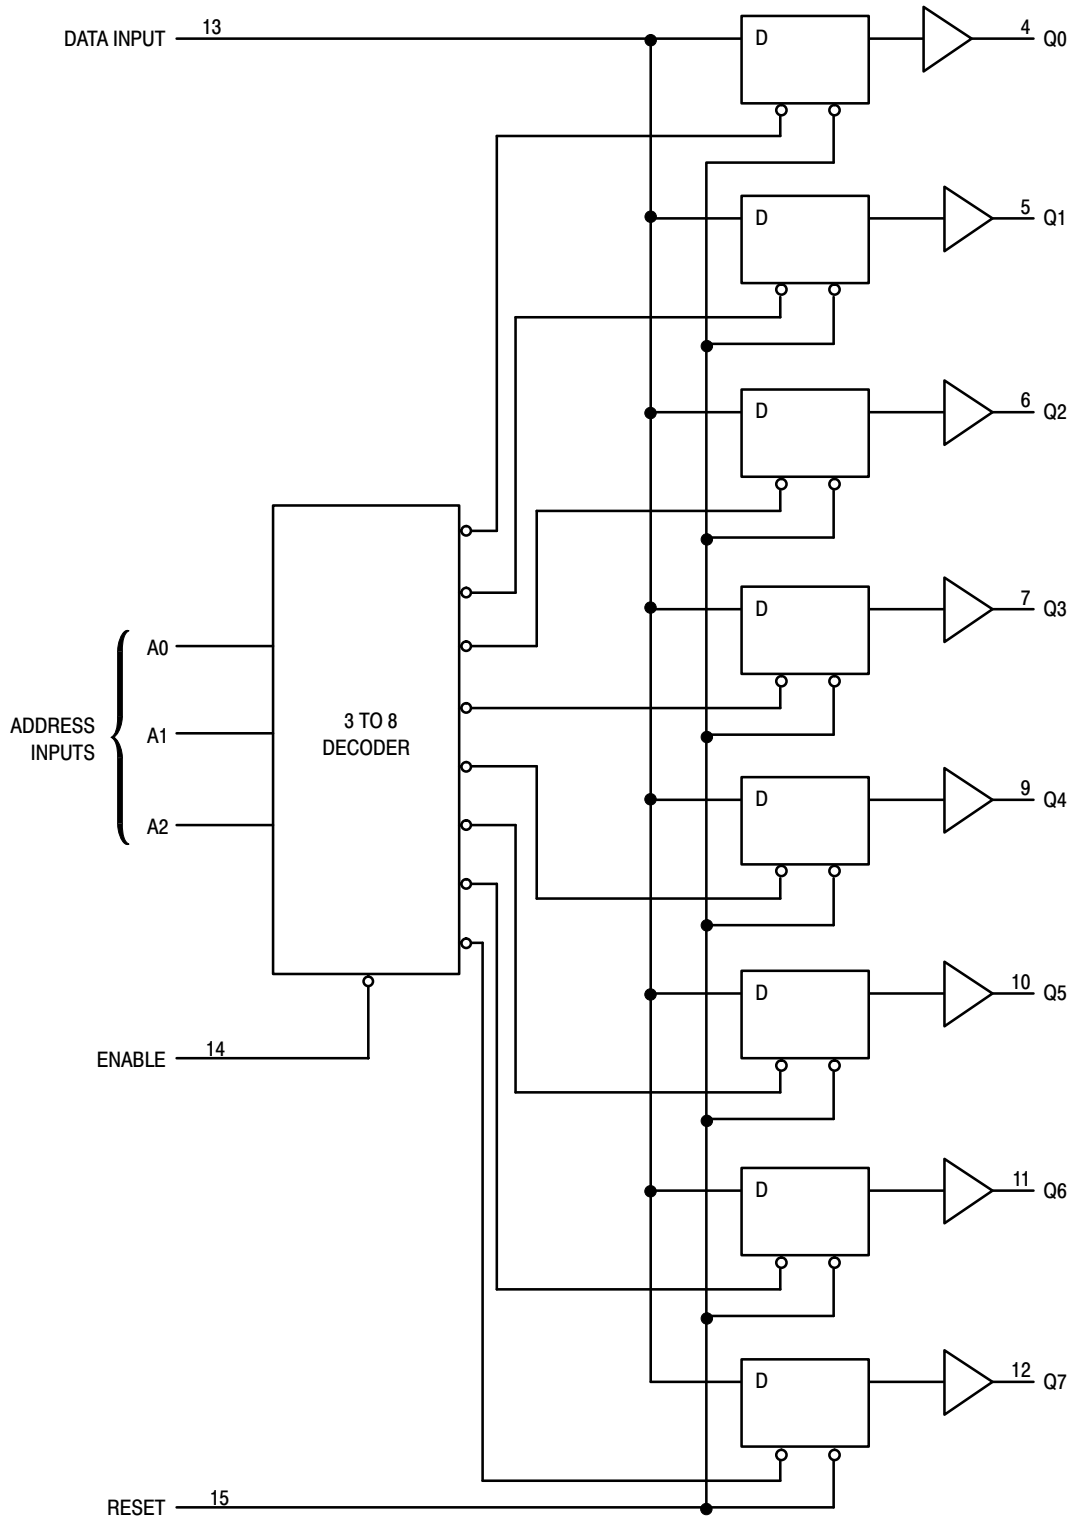 DATA INPUT 13
D
4 Q0
D
5 Q1
D
6 Q2
D
7 Q3
D
9 Q4
D
10 Q5
D
11 Q6
D
12 Q7
ADDRESS
INPUTS
A0
A1
A2
3 TO 8
DECODER
ENABLE 14
RESET 15